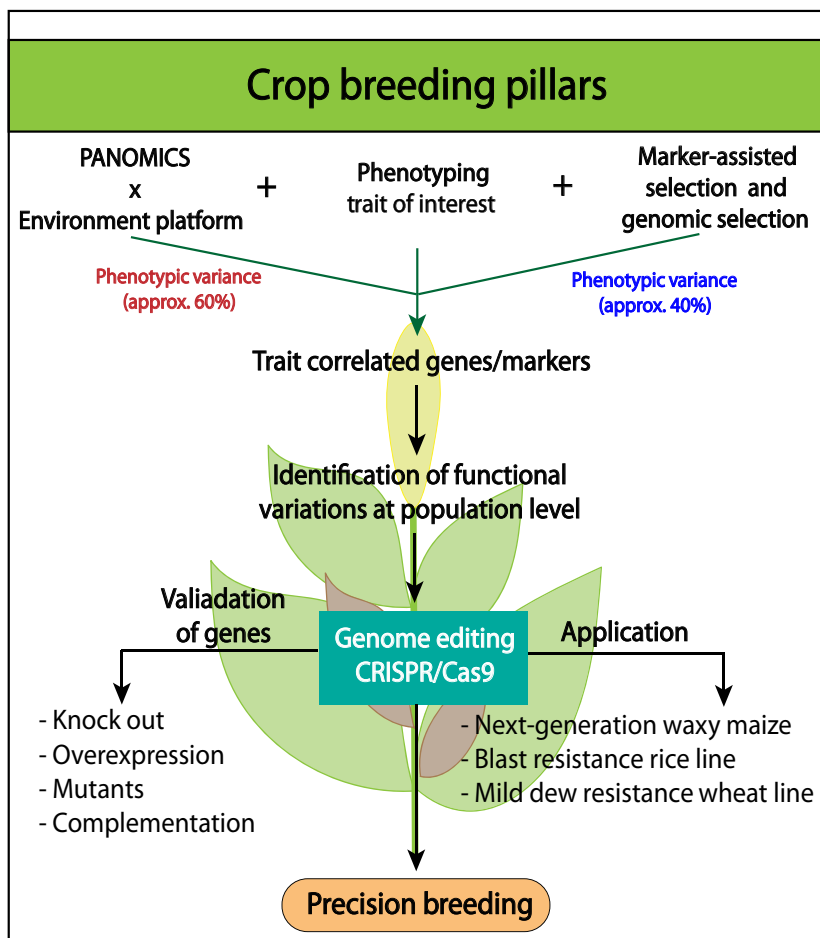 Crop breeding pillars
PANOMICS
x
Environment platform
+
Phenotyping
trait of interest
+
Marker-assisted
selection and
genomic selection
Phenotypic variance
(approx. 60%)
Phenotypic variance
(approx. 40%)
Trait correlated genes/markers
Identification of functional
variations at population level
Valiadation
of genes
Genome editing
CRISPR/Cas9
Application
- Knock out
- Overexpression
- Mutants
- Complementation
- Next-generation waxy maize
- Blast resistance rice line
- Mild dew resistance wheat line
Precision breeding